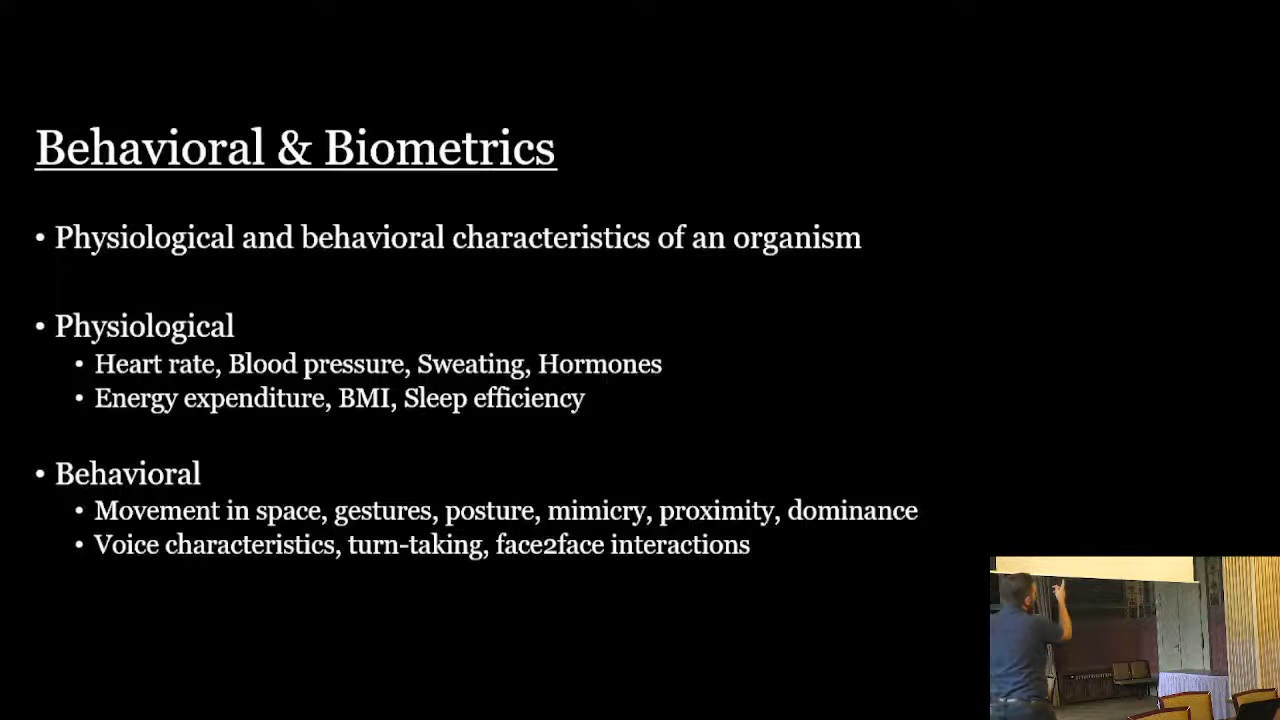 Behavioral & Biometrics
• Physiological and behavioral characteristics of an organism
• Physiological
• Heart rate, Blood pressure, Sweating, Hormones
• Energy expenditure, BMI, Sleep efficiency
• Behavioral
• Movement in space, gestures, posture, mimicry, proximity, dominance
• Voice characteristics, turn-taking, face2face interactions